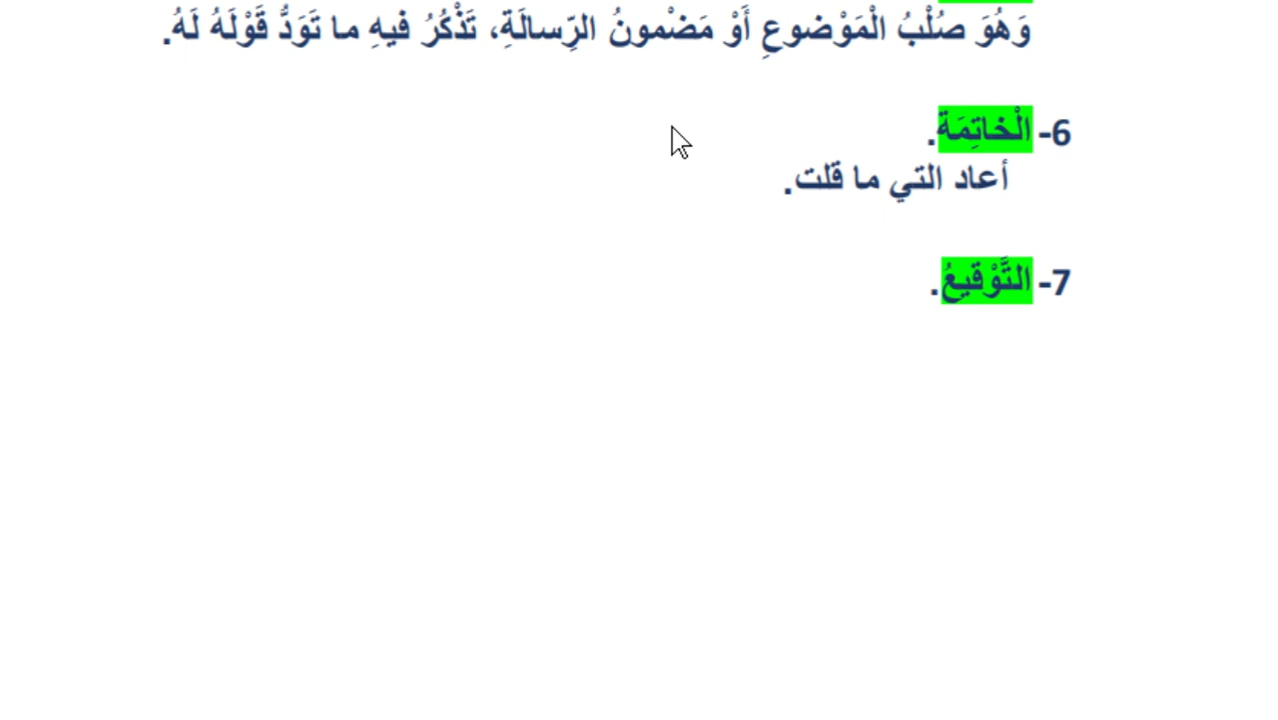 وَهُوَ صُلْبُ الْمَوْضوعِ أَوْ مَضْمونُ الرِّسالَةِ، تَذْكُرُ فيهِ ما تَوَدُّ قَوْلَهُ لَهُ.
6- الْخاتِمَة.
أعاد التي ما قلت.
7- التَّوْقيعُ.